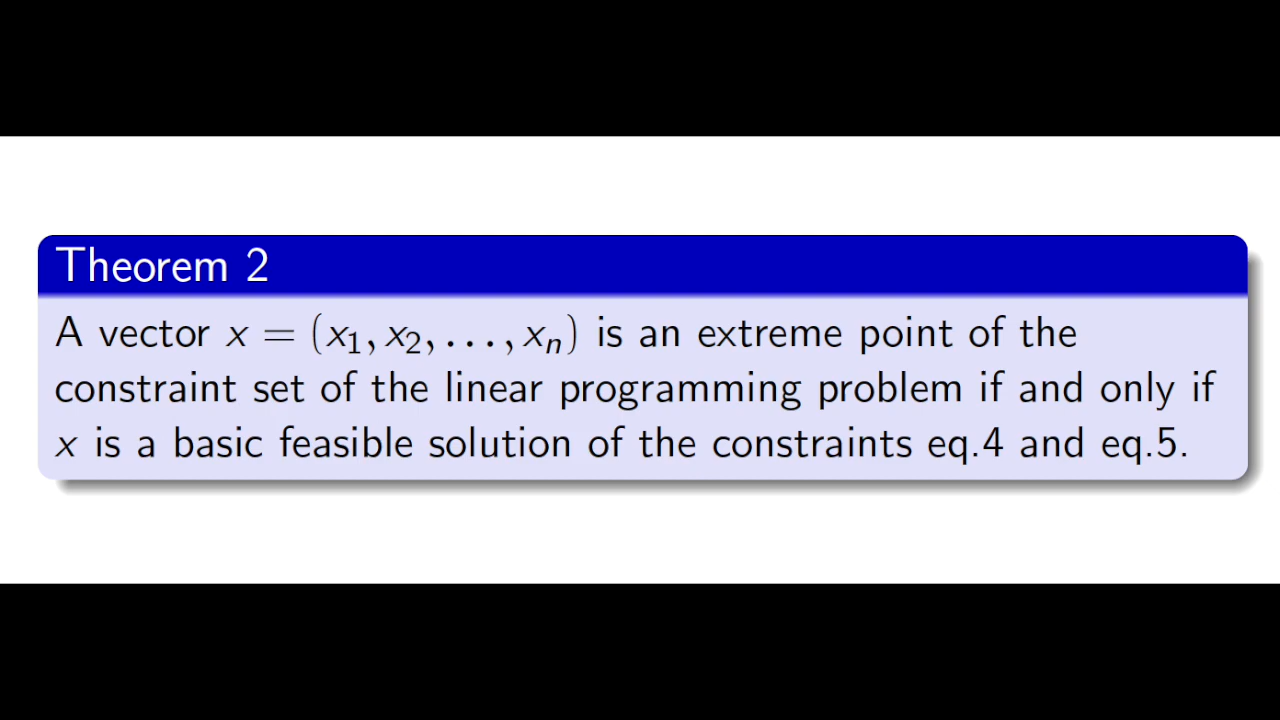 Theorem 2
A vector x = (x₁, x₂, . . . , xₙ) is an extreme point of the
constraint set of the linear programming problem if and only if
x is a basic feasible solution of the constraints eq.4 and eq.5.